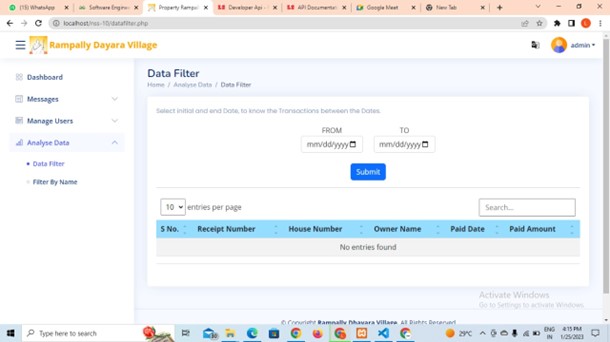 (15) WhatsApp
Software Enginee
Property Rampal
Developer Api -
API Documentati
Google Meet
New Tab
localhost/nss-10/datafilter.php
Rampally Dayara Village
admin
Dashboard
Data Filter
Home / Analyse Data / Data Filter
Messages
Manage Users
Analyse Data
Data Filter
Filter By Name
Select Initial and end Date, to know the Transactions between the Dates.
FROM TO
mm/dd/yyyy mm/dd/yyyy
Submit
10 entries per page
Search...
S No. Receipt Number House Number Owner Name Paid Date Paid Amount
No entries found
Activate Windows
Go to Settings to activate Windows.
© Copyright Rampally Dhayara Village. All Rights Reserved
Type here to search
29°C
ENG
IN
4:15 PM
1/25/2023